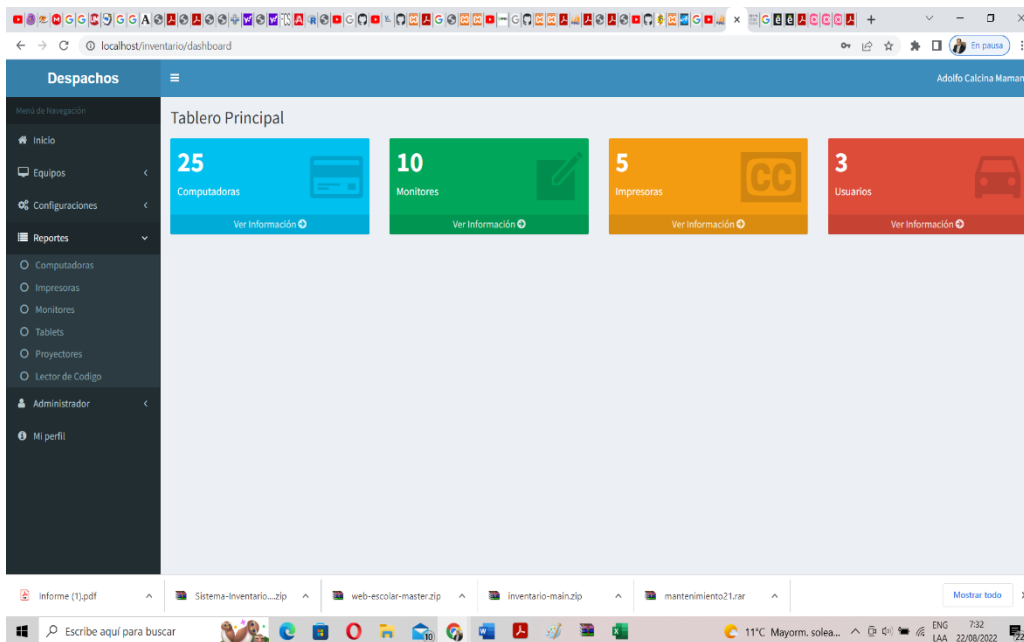 localhost/inventario/dashboard
En pausa
Despachos
Adolfo Calcina Maman
Menú de Navegación
Inicio
Equipos
Configuraciones
Reportes
Computadoras
Impresoras
Monitores
Tablets
Proyectores
Lector de Codigo
Administrador
Mi perfil
Tablero Principal
25
Computadoras
Ver Información
10
Monitores
Ver Información
5
CC
Impresoras
Ver Información
3
Usuarios
Ver Información
Informe (1).pdf
Sistema-Inventario....zip
web-escolar-master.zip
inventario-main.zip
mantenimiento21.rar
Mostrar todo
Escribe aquí para buscar
10
11°C Mayorm. solea...
ENG
LAA
7:32
22/08/2022